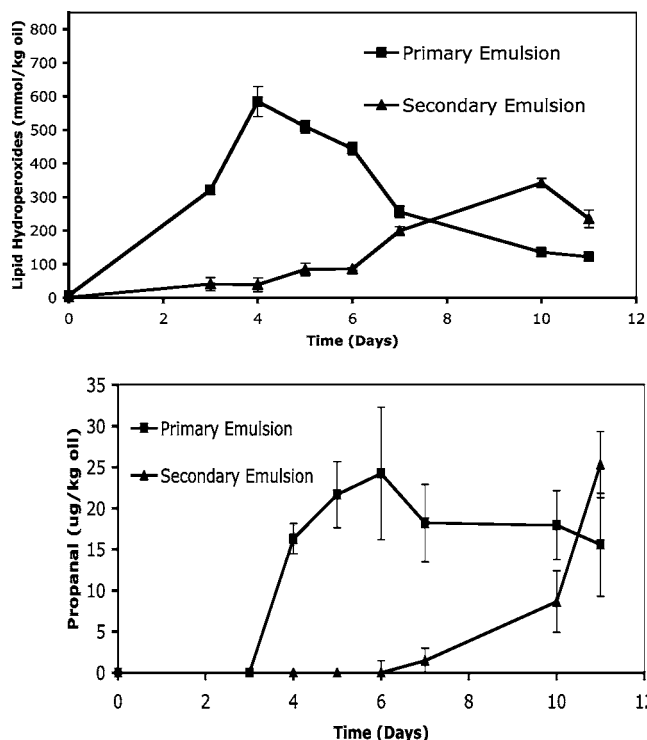 800
700
600
500
400
300
200
100
0
Lipid Hydroperoxides (mmol/kg oil)
Primary Emulsion
Secondary Emulsion
0 2 4 6 8 10 12
Time (Days)
35
30
25
20
15
10
5
0
Propanal (ug/kg oil)
Primary Emulsion
Secondary Emulsion
0 2 4 6 8 10 12
Time (Days)